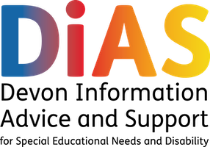 DiAS
Devon Information
Advice and Support
for Special Educational Needs and Disability